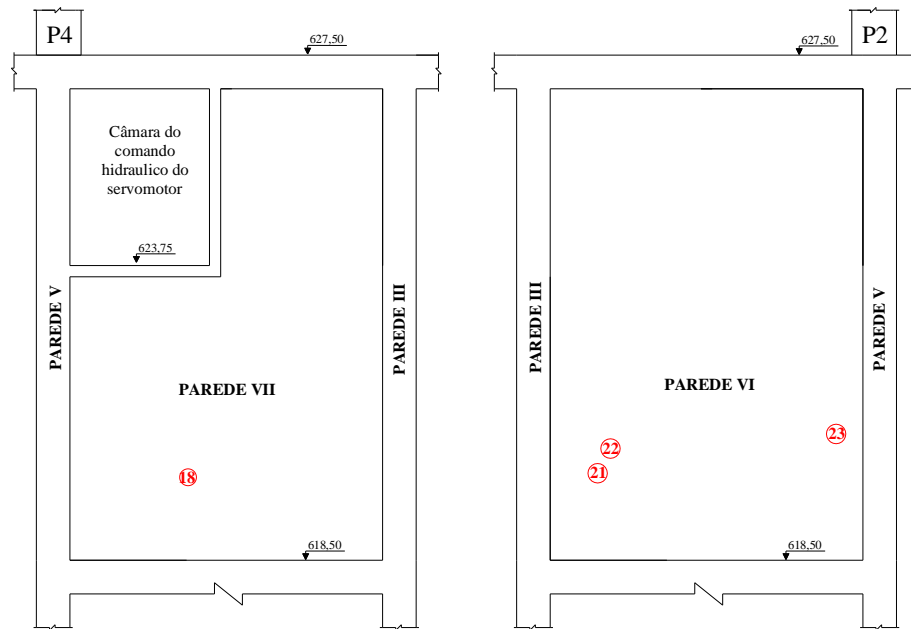 P4
627,50
Câmara do
comando
hidraulico do
servomotor
623,75
PAREDE V
PAREDE III
PAREDE VII
18
618,50
P2
627,50
PAREDE III
PAREDE V
PAREDE VI
23
22
21
618,50